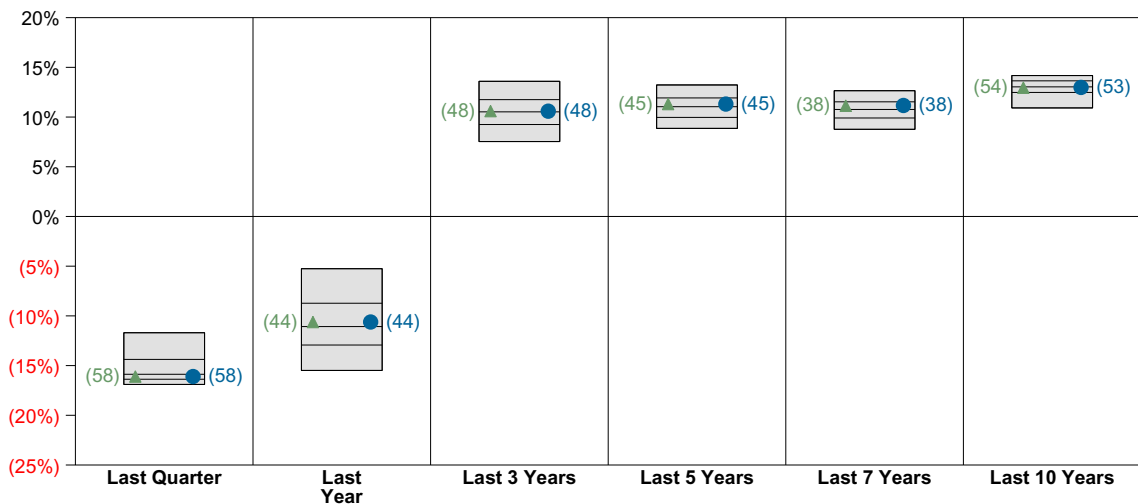 20%
15%
10%
5%
0%
(5%)
(10%)
(15%)
(20%)
(25%)
(58) (58)
(44) (44)
(48) (48)
(45) (45)
(38) (38)
(54) (53)
Last Quarter
Last
Year
Last 3 Years
Last 5 Years
Last 7 Years
Last 10 Years